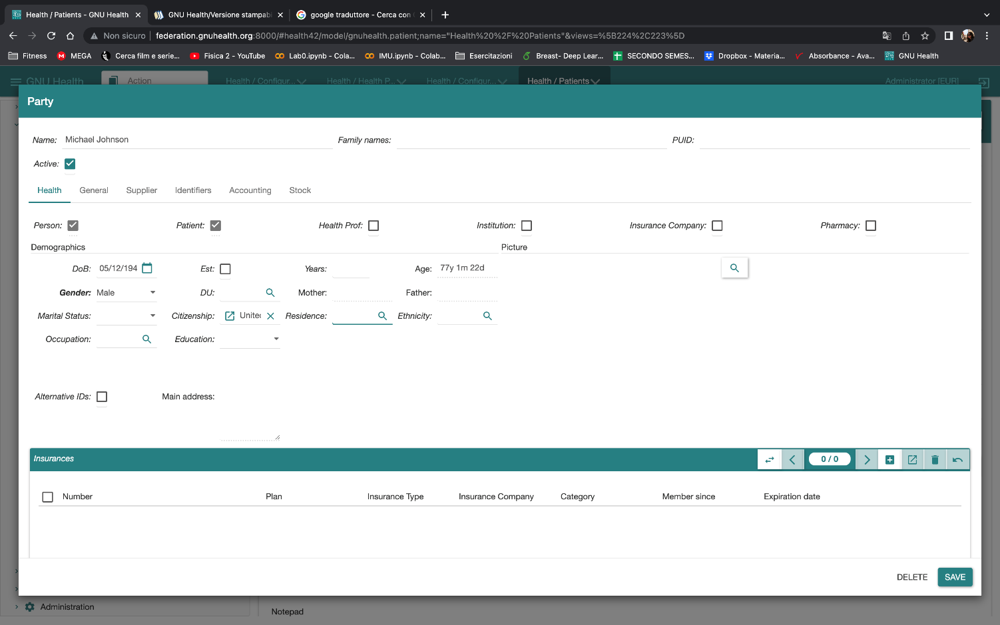 Health / Patients - GNU Health
GNU Health/Versione stampabi
google traduttore - Cerca con
Non sicuro
federation.gnuhealth.org:8000/#health42/model/gnuhealth.patient;name="Health%20%2F%20Patients"&views=%5B224%2C223%5D
Fitness
MEGA
Cerca film e serie...
Fisica 2 - YouTube
Lab0.ipynb - Cola...
IMU.ipynb - Colab...
Esercitazioni
Breast- Deep Lear...
SECONDO SEMES...
Dropbox - Materia...
Absorbance - Ava...
GNU Health
GNU Health
Action
Health / Configur...
Health / Health P...
Health / Configur...
Health / Patients
Administrator [EUR]
Party
Name: Michael Johnson
Family names:
PUID:
Active:
Health
General
Supplier
Identifiers
Accounting
Stock
Person:
Patient:
Health Prof:
Institution:
Insurance Company:
Pharmacy:
Demographics
Picture
DoB: 05/12/194
Est:
Years:
Age: 77y 1m 22d
Gender: Male
DU:
Mother:
Father:
Marital Status:
Citizenship: United
Residence:
Ethnicity:
Occupation:
Education:
Alternative IDs:
Main address:
Insurances
0 / 0
Number
Plan
Insurance Type
Insurance Company
Category
Member since
Expiration date
DELETE
SAVE
Administration
Notepad